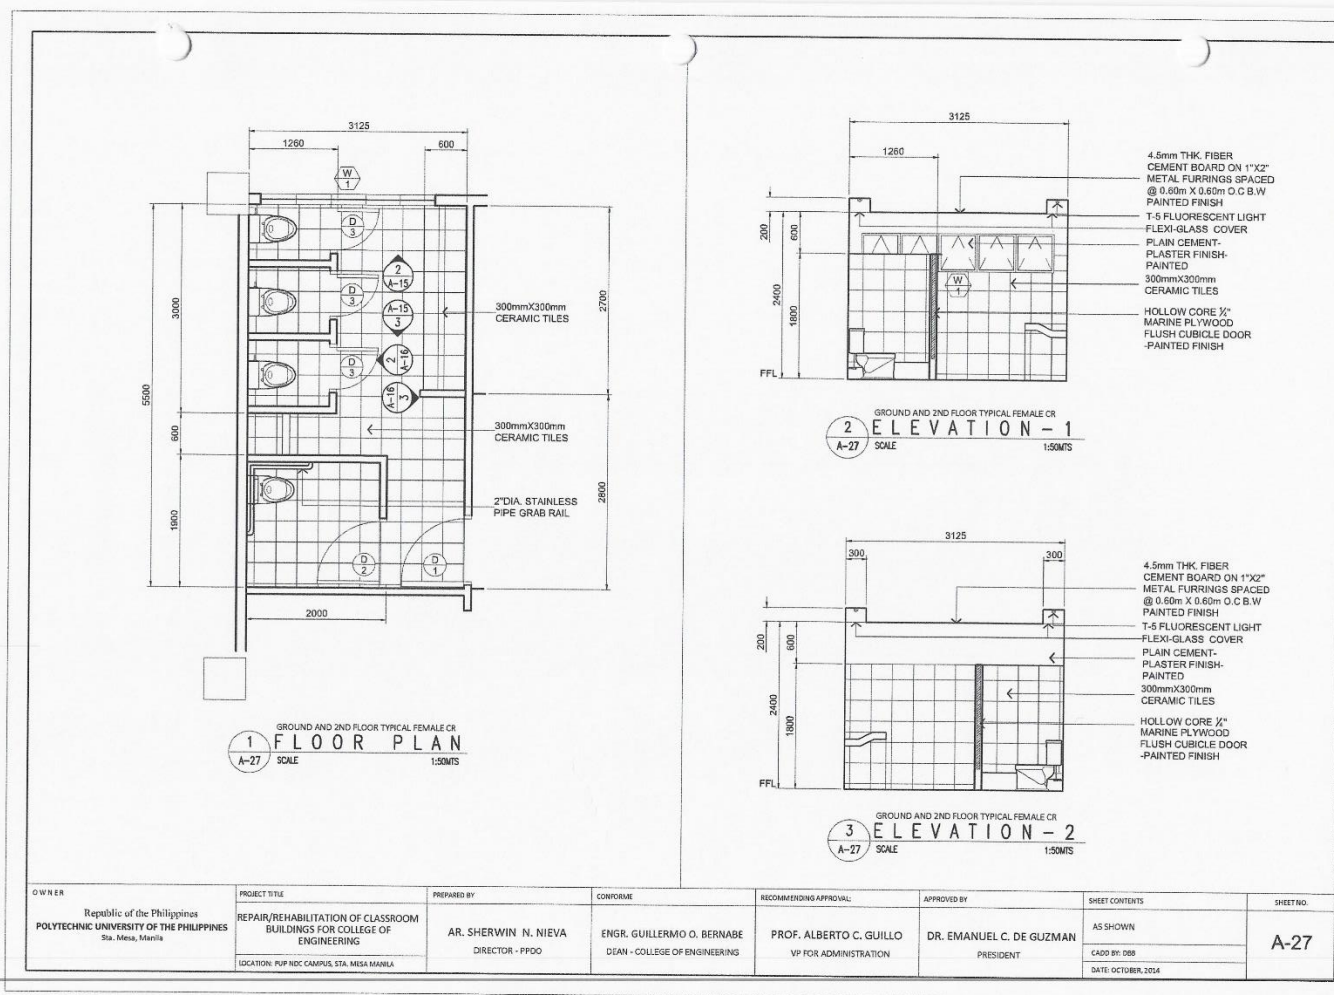 3125
1260
600
W
1
D
3
D
3
D
3
2
A-15
A-15
3
2
A-16
A-16
3
5500
3000
600
1900
2700
2800
300mmX300mm
CERAMIC TILES
300mmX300mm
CERAMIC TILES
2"DIA. STAINLESS
PIPE GRAB RAIL
D
2
D
1
2000
1
A-27
GROUND AND 2ND FLOOR TYPICAL FEMALE CR
FLOOR PLAN
SCALE
1:50MTS
3125
1260
200
600
2400
1800
FFL
W
1
4.5mm THK. FIBER
CEMENT BOARD ON 1"X2"
METAL FURRINGS SPACED
@ 0.60m X 0.60m O.C B.W
PAINTED FINISH
T-5 FLUORESCENT LIGHT
FLEXI-GLASS COVER
PLAIN CEMENT-
PLASTER FINISH-
PAINTED
300mmX300mm
CERAMIC TILES
HOLLOW CORE ¼"
MARINE PLYWOOD
FLUSH CUBICLE DOOR
-PAINTED FINISH
2
A-27
GROUND AND 2ND FLOOR TYPICAL FEMALE CR
ELEVATION-1
SCALE
1:50MTS
3125
300
300
200
600
2400
1800
FFL
4.5mm THK. FIBER
CEMENT BOARD ON 1"X2"
METAL FURRINGS SPACED
@ 0.60m X 0.60m O.C B.W
PAINTED FINISH
T-5 FLUORESCENT LIGHT
FLEXI-GLASS COVER
PLAIN CEMENT-
PLASTER FINISH-
PAINTED
300mmX300mm
CERAMIC TILES
HOLLOW CORE ¼"
MARINE PLYWOOD
FLUSH CUBICLE DOOR
-PAINTED FINISH
3
A-27
GROUND AND 2ND FLOOR TYPICAL FEMALE CR
ELEVATION-2
SCALE
1:50MTS
OWNER
Republic of the Philippines
POLYTECHNIC UNIVERSITY OF THE PHILIPPINES
Sta. Mesa, Manila
PROJECT TITLE
REPAIR/REHABILITATION OF CLASSROOM
BUILDINGS FOR COLLEGE OF
ENGINEERING
LOCATION: PUP NDC CAMPUS, STA. MESA MANILA
PREPARED BY
AR. SHERWIN N. NIEVA
DIRECTOR - PPDO
CONFORME
ENGR. GUILLERMO O. BERNABE
DEAN - COLLEGE OF ENGINEERING
RECOMMENDING APPROVAL:
PROF. ALBERTO C. GUILLO
VP FOR ADMINISTRATION
APPROVED BY
DR. EMANUEL C. DE GUZMAN
PRESIDENT
SHEET CONTENTS
AS SHOWN
CADD BY: DBB
DATE: OCTOBER, 2014
SHEET NO.
A-27